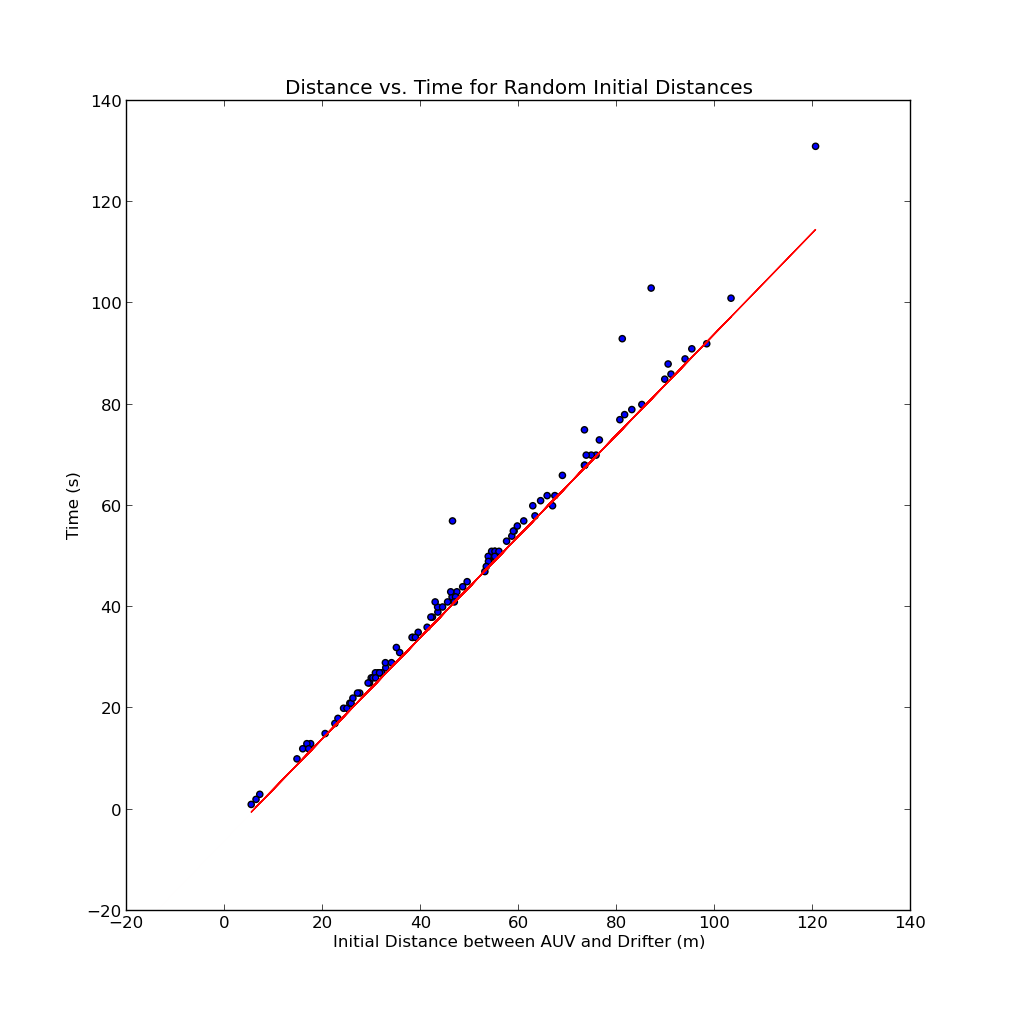 Distance vs. Time for Random Initial Distances
140
120
100
80
60
40
20
0
−20
−20 0 20 40 60 80 100 120 140
Time (s)
Initial Distance between AUV and Drifter (m)